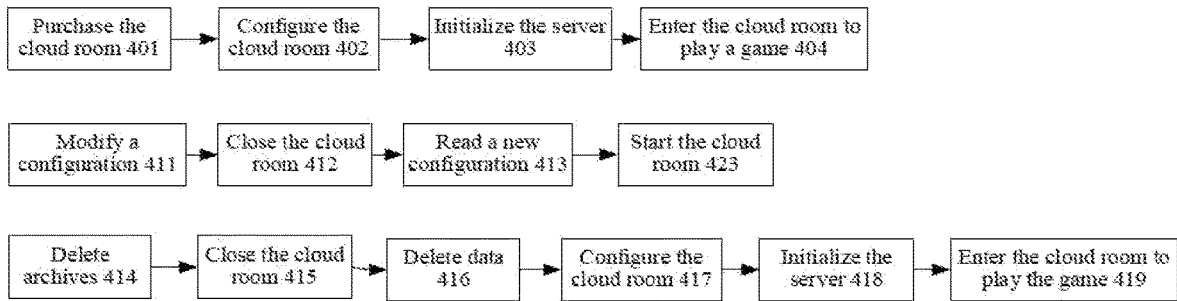 Purchase the
cloud room 401
Configure the
cloud room 402
Initialize the server
403
Enter the cloud room to
play a game 404
Modify a
configuration 411
Close the cloud
room 412
Read a new
configuration 413
Start the cloud
room 423
Delete
archives 414
Close the cloud
room 415
Delete data
416
Configure the
cloud room 417
Initialize the
server 418
Enter the cloud room to
play the game 419